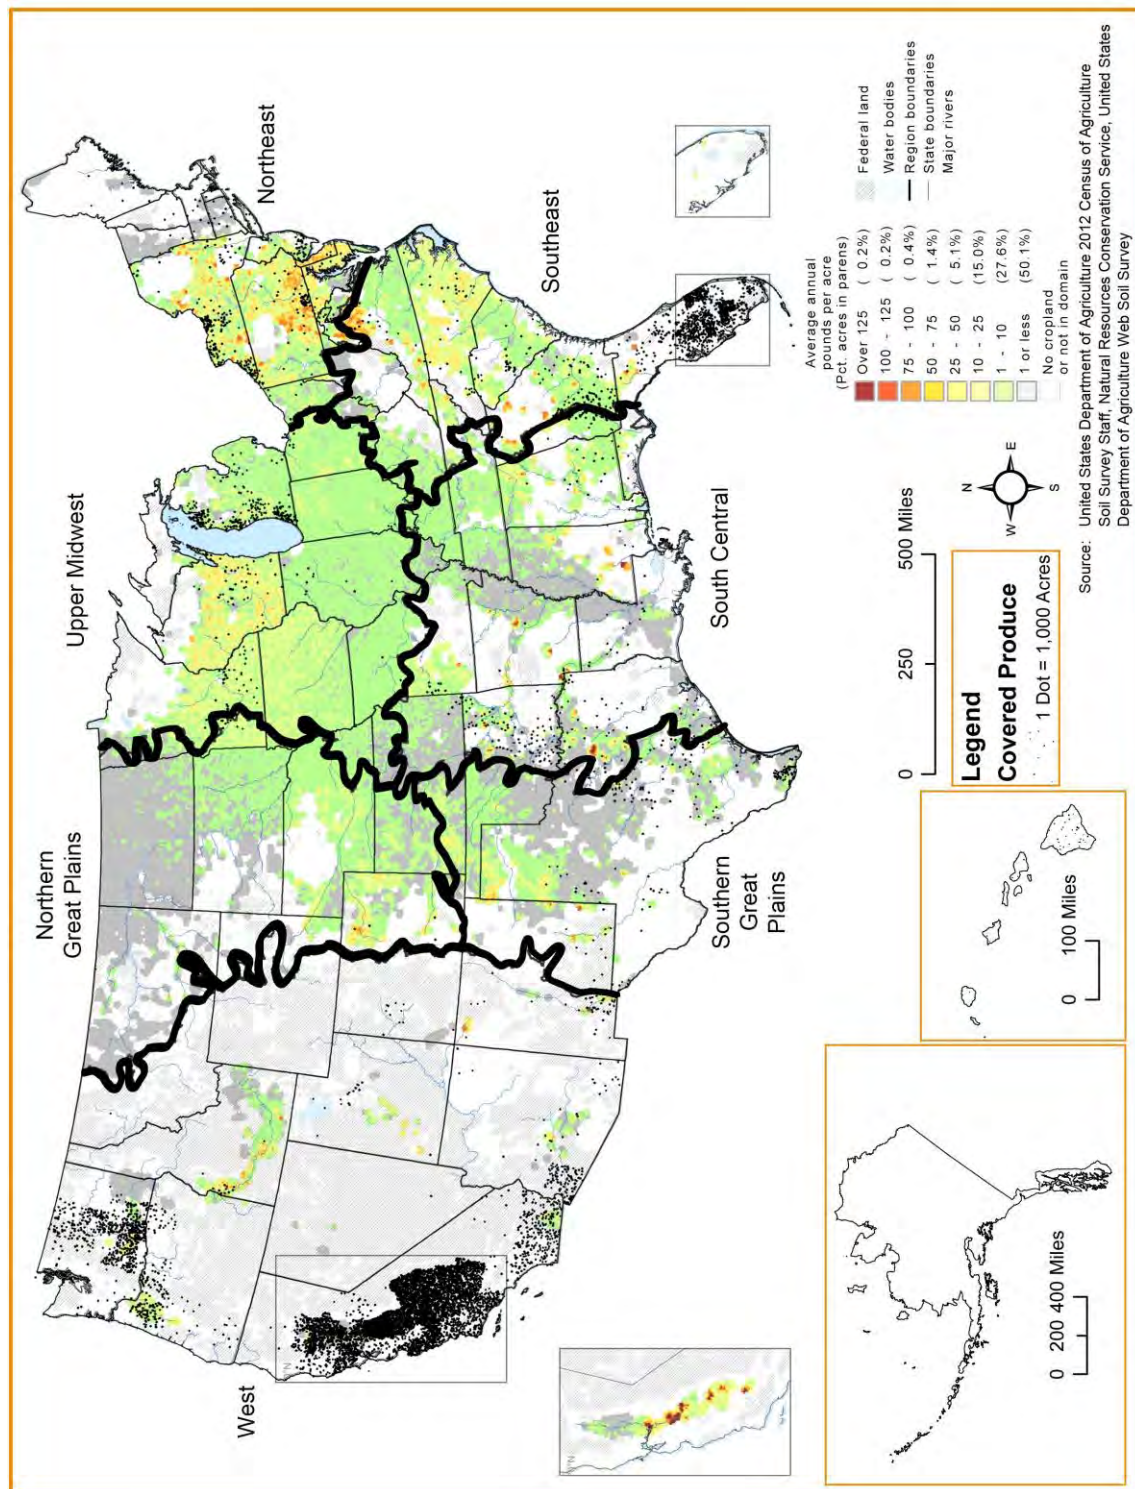 Northeast
Upper Midwest
Northern
Great Plains
West
Southeast
South Central
Southern
Great
Plains
Average annual
pounds per acre
(Pct. acres in parens)
Over 125 ( 0.2%)
100 - 125 ( 0.2%)
75 - 100 ( 0.4%)
50 - 75 ( 1.4%)
25 - 50 ( 5.1%)
10 - 25 (15.0%)
1 - 10 (27.6%)
1 or less (50.1%)
No cropland
or not in domain
Federal land
Water bodies
Region boundaries
State boundaries
Major rivers
N
W E
S
0 250 500 Miles
Legend
Covered Produce
1 Dot = 1,000 Acres
Source: United States Department of Agriculture 2012 Census of Agriculture
Soil Survey Staff, Natural Resources Conservation Service, United States
Department of Agriculture Web Soil Survey
0 100 Miles
0 200 400 Miles